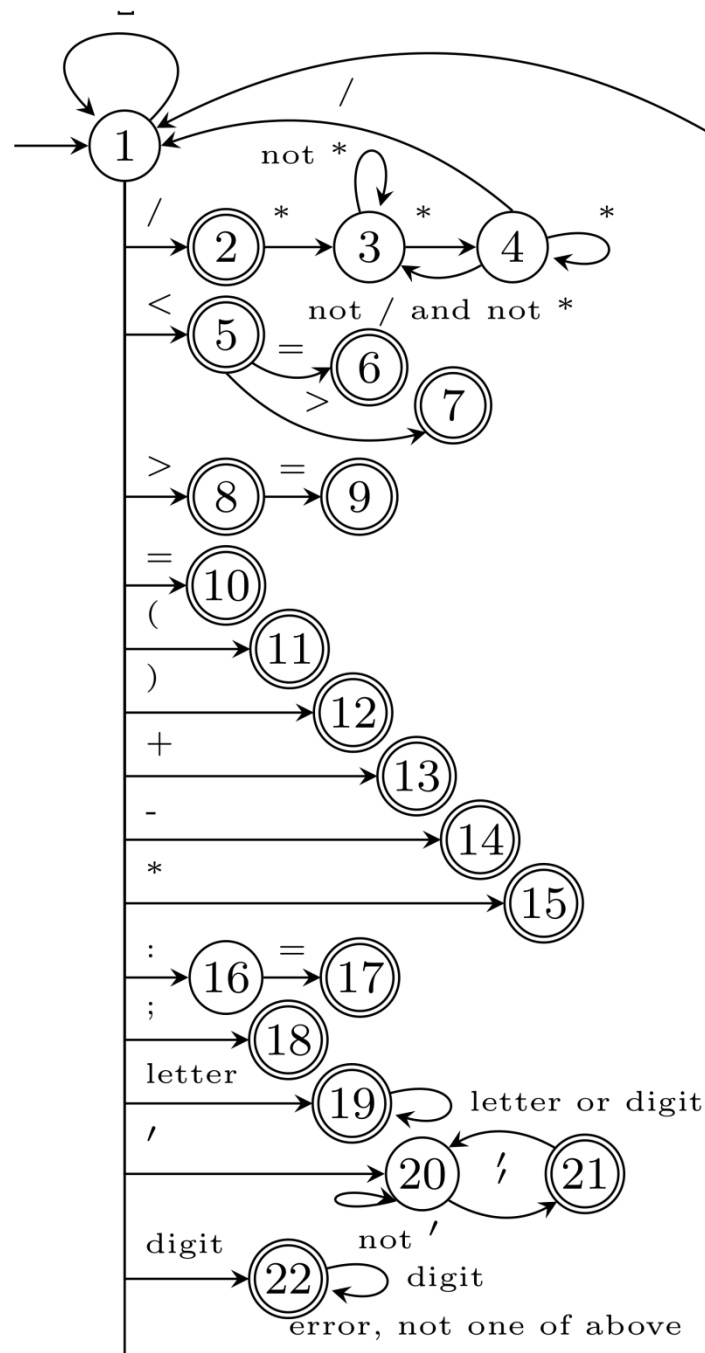 ␣
/
1
not *
/ 2 * 3 * 4 *
not / and not *
< 5 = 6
> 7
> 8 = 9
= 10
( 11
) 12
+ 13
- 14
* 15
: 16 = 17
; 18
letter 19 letter or digit
' 20 ' ' 21
not '
digit 22 digit
error, not one of above